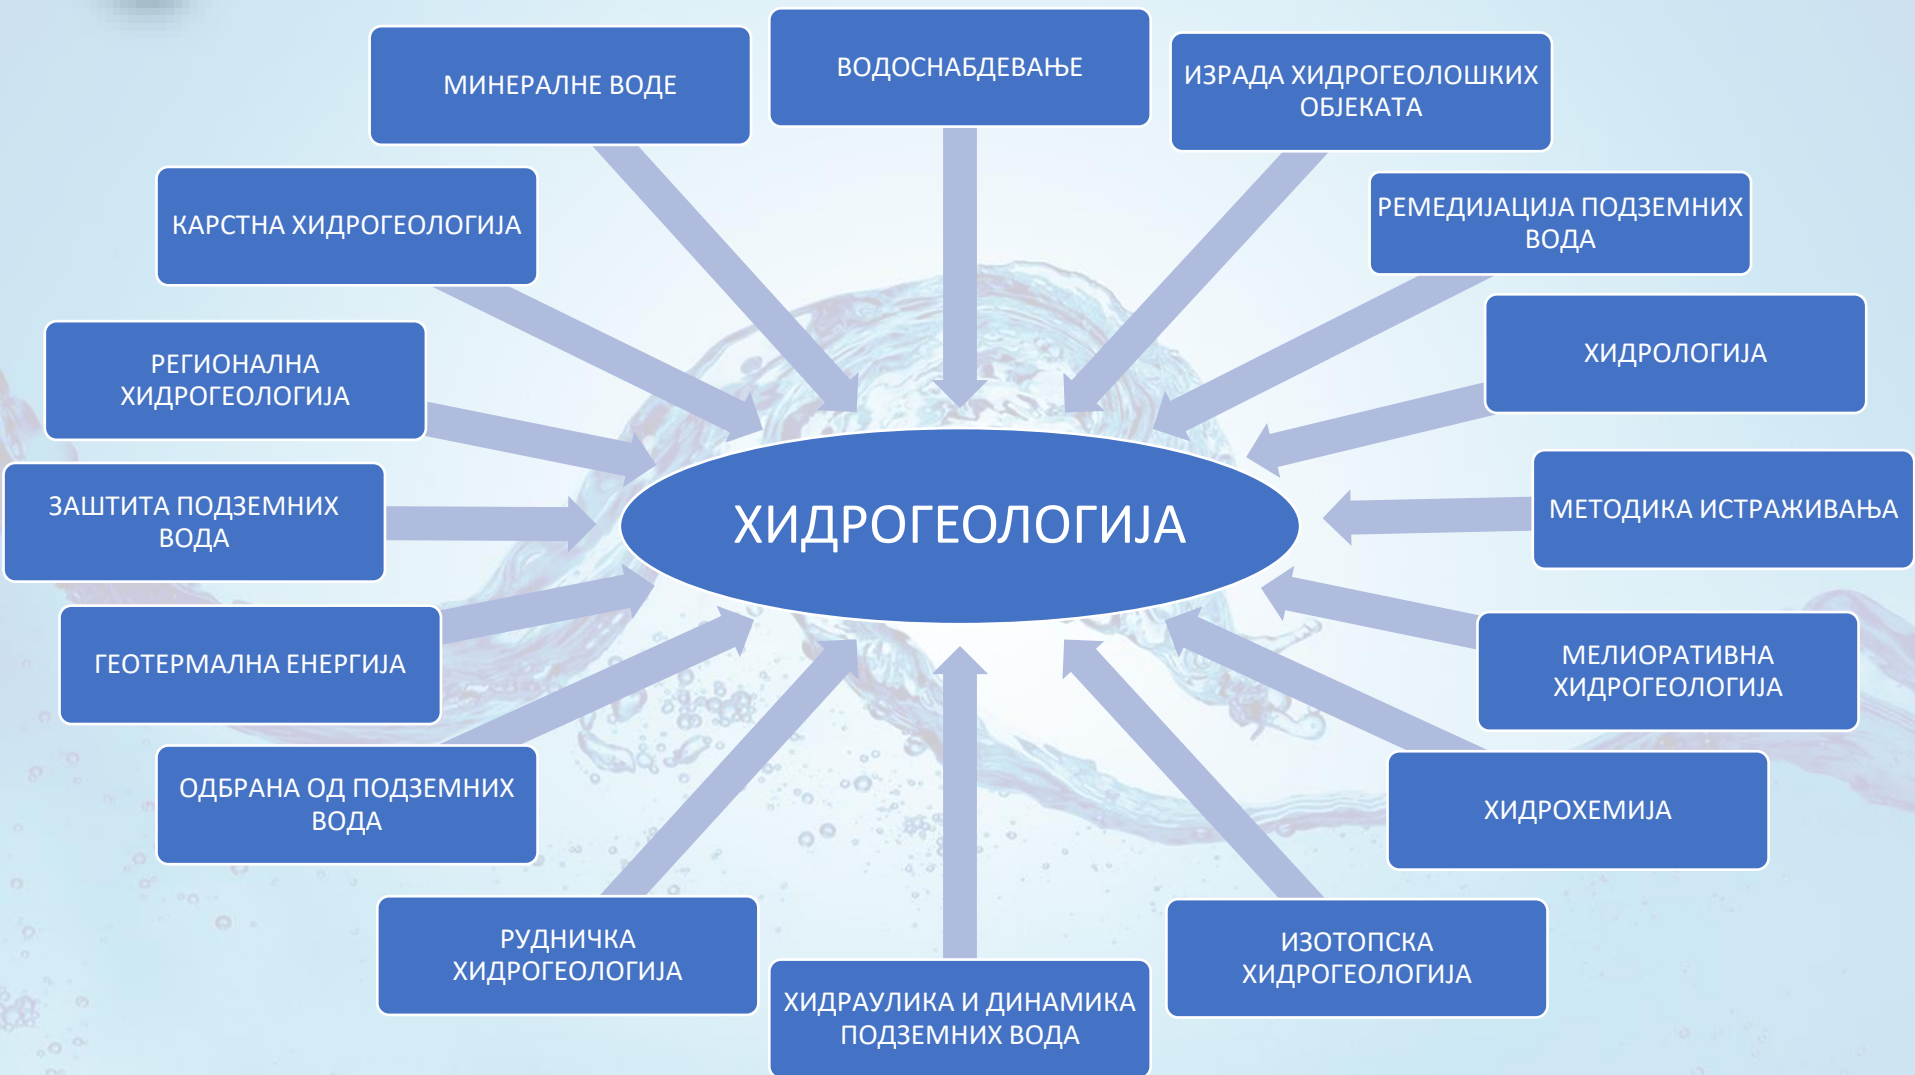 ВОДОСНАБДЕВАЊЕ
МИНЕРАЛНЕ ВОДЕ
ИЗРАДА ХИДРОГЕОЛОШКИХ
ОБЈЕКАТА
КАРСТНА ХИДРОГЕОЛОГИЈА
РЕМЕДИЈАЦИЈА ПОДЗЕМНИХ
ВОДА
РЕГИОНАЛНА
ХИДРОГЕОЛОГИЈА
ХИДРОЛОГИЈА
ЗАШТИТА ПОДЗЕМНИХ
ВОДА
ХИДРОГЕОЛОГИЈА
МЕТОДИКА ИСТРАЖИВАЊА
ГЕОТЕРМАЛНА ЕНЕРГИЈА
МЕЛИОРАТИВНА
ХИДРОГЕОЛОГИЈА
ОДБРАНА ОД ПОДЗЕМНИХ
ВОДА
ХИДРОХЕМИЈА
РУДНИЧКА
ХИДРОГЕОЛОГИЈА
ХИДРАУЛИКА И ДИНАМИКА
ПОДЗЕМНИХ ВОДА
ИЗОТОПСКА
ХИДРОГЕОЛОГИЈА